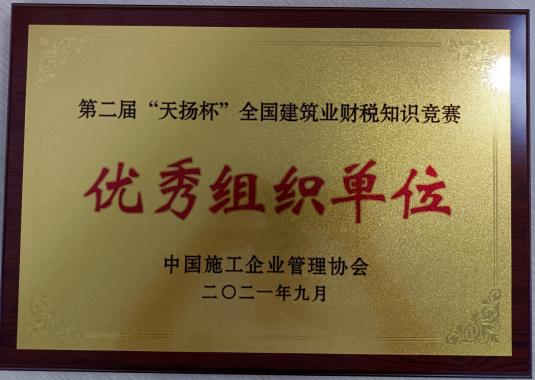 第二届“天扬杯”全国建筑业财税知识竞赛
优秀组织单位
中国施工企业管理协会
二〇二一年九月